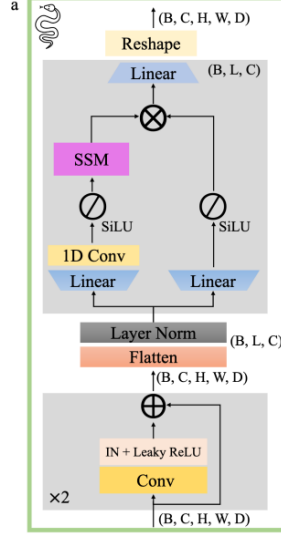 a
(B, C, H, W, D)
Reshape
Linear
(B, L, C)
SSM
SiLU
SiLU
1D Conv
Linear
Linear
Layer Norm
(B, L, C)
Flatten
(B, C, H, W, D)
IN + Leaky ReLU
Conv
×2
(B, C, H, W, D)